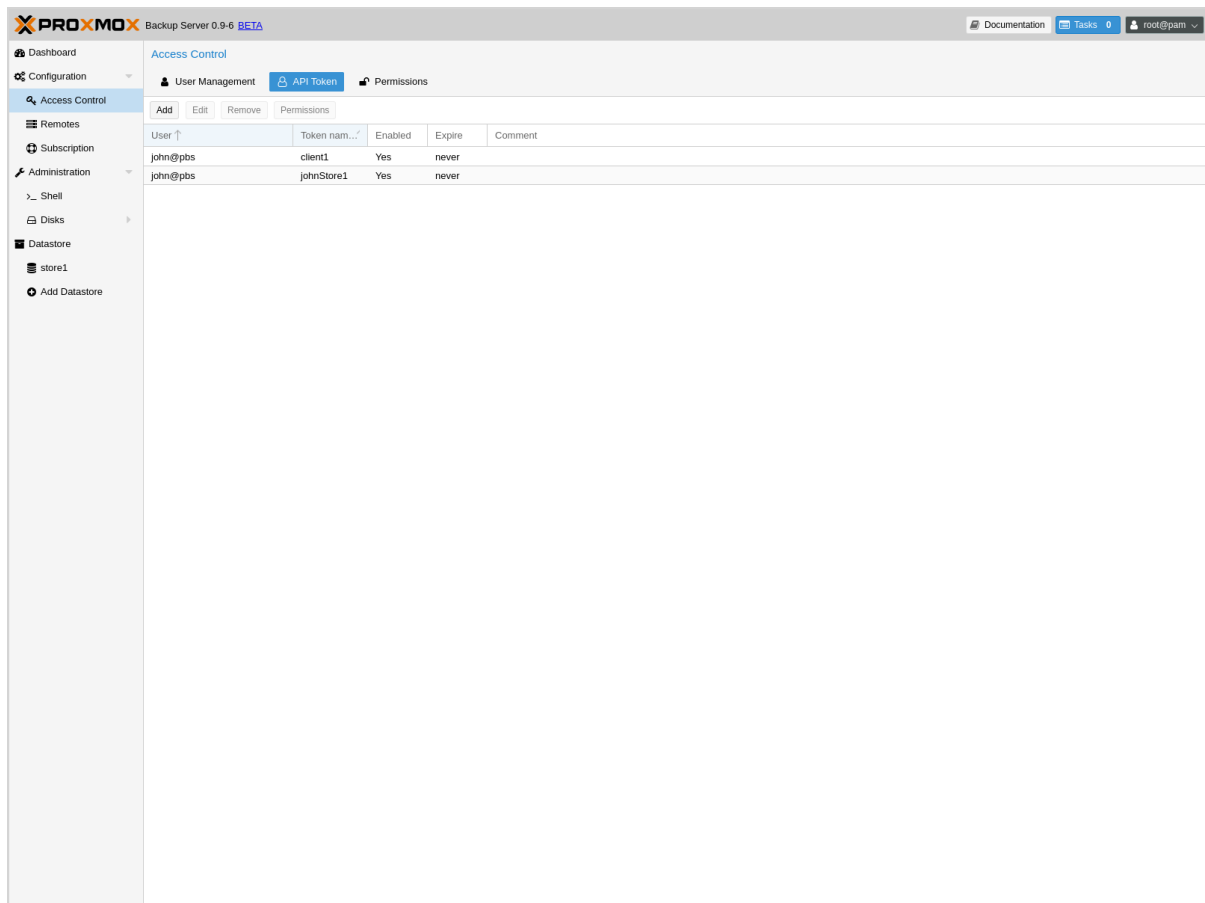 PROXMOX Backup Server 0.9-6 BETA Documentation Tasks 0 root@pam
Dashboard
Configuration
Access Control
Remotes
Subscription
Administration
>_ Shell
Disks
Datastore
store1
Add Datastore
Access Control
User Management API Token Permissions
Add Edit Remove Permissions
User Token nam... Enabled Expire Comment
john@pbs client1 Yes never
john@pbs johnStore1 Yes never